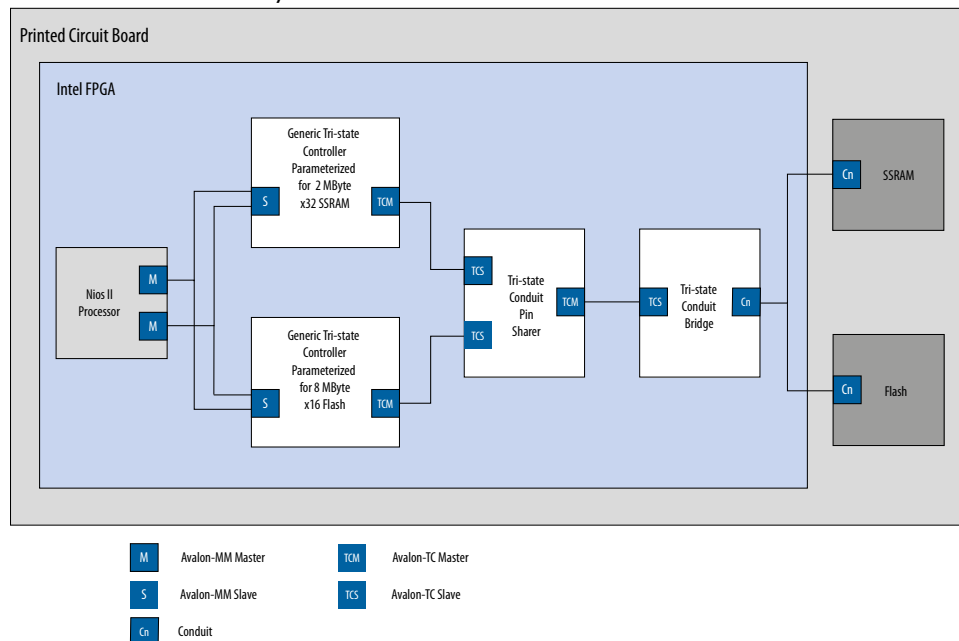 Printed Circuit Board
Intel FPGA
Generic Tri-state
Controller
Parameterized
for 2 MByte
x32 SSRAM
S
TCM
Cn
SSRAM
Nios II
Processor
M
M
TCS
TCS
Tri-state
Conduit
Pin
Sharer
TCM
TCS
Tri-state
Conduit
Bridge
Cn
Generic Tri-state
Controller
Parameterized
for 8 MByte
x16 Flash
S
TCM
Cn
Flash
M
Avalon-MM Master
TCM
Avalon-TC Master
S
Avalon-MM Slave
TCS
Avalon-TC Slave
Cn
Conduit